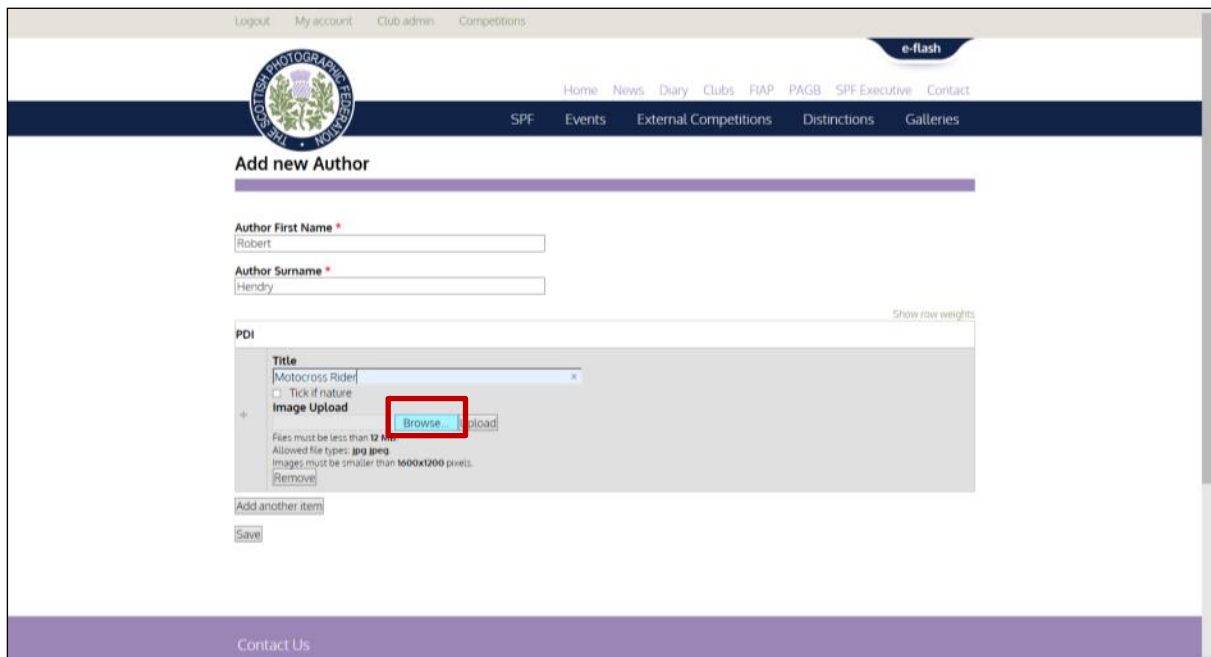 Logout My account Club admin Competitions
e-flash
THE SCOTTISH PHOTOGRAPHIC FEDERATION
Home News Diary Clubs FIAP PAGB SPF Executive Contact
SPF Events External Competitions Distinctions Galleries
Add new Author
Author First Name *
Robert
Author Surname *
Hendry
Show row weights
PDI
Title
Motocross Rider ×
Tick if nature
Image Upload
Browse... Upload
Files must be less than 12 MB.
Allowed file types: jpg jpeg.
Images must be smaller than 1600x1200 pixels.
Remove
Add another item
Save
Contact Us